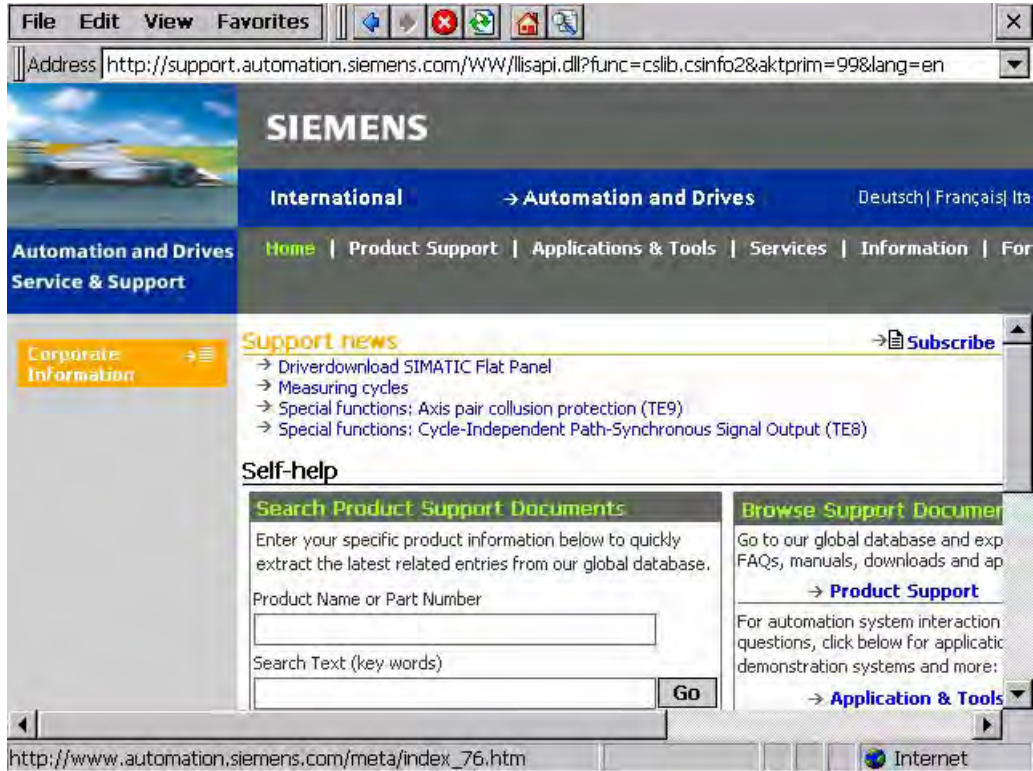 File Edit View Favorites
Address http://support.automation.siemens.com/WW/llisapi.dll?func=cslib.csinfo2&aktprim=99&lang=en
SIEMENS
International → Automation and Drives Deutsch| Français| Ita
Automation and Drives
Service & Support
Home | Product Support | Applications & Tools | Services | Information | For
Corporate
Information
Support news
→ Subscribe
→ Driverdownload SIMATIC Flat Panel
→ Measuring cycles
→ Special functions: Axis pair collusion protection (TE9)
→ Special functions: Cycle-Independent Path-Synchronous Signal Output (TE8)
Self-help
Search Product Support Documents
Enter your specific product information below to quickly
extract the latest related entries from our global database.
Product Name or Part Number
Search Text (key words)
Go
Browse Support Documen
Go to our global database and exp
FAQs, manuals, downloads and ap
→ Product Support
For automation system interaction
questions, click below for applicatic
demonstration systems and more:
→ Application & Tools
http://www.automation.siemens.com/meta/index_76.htm
Internet